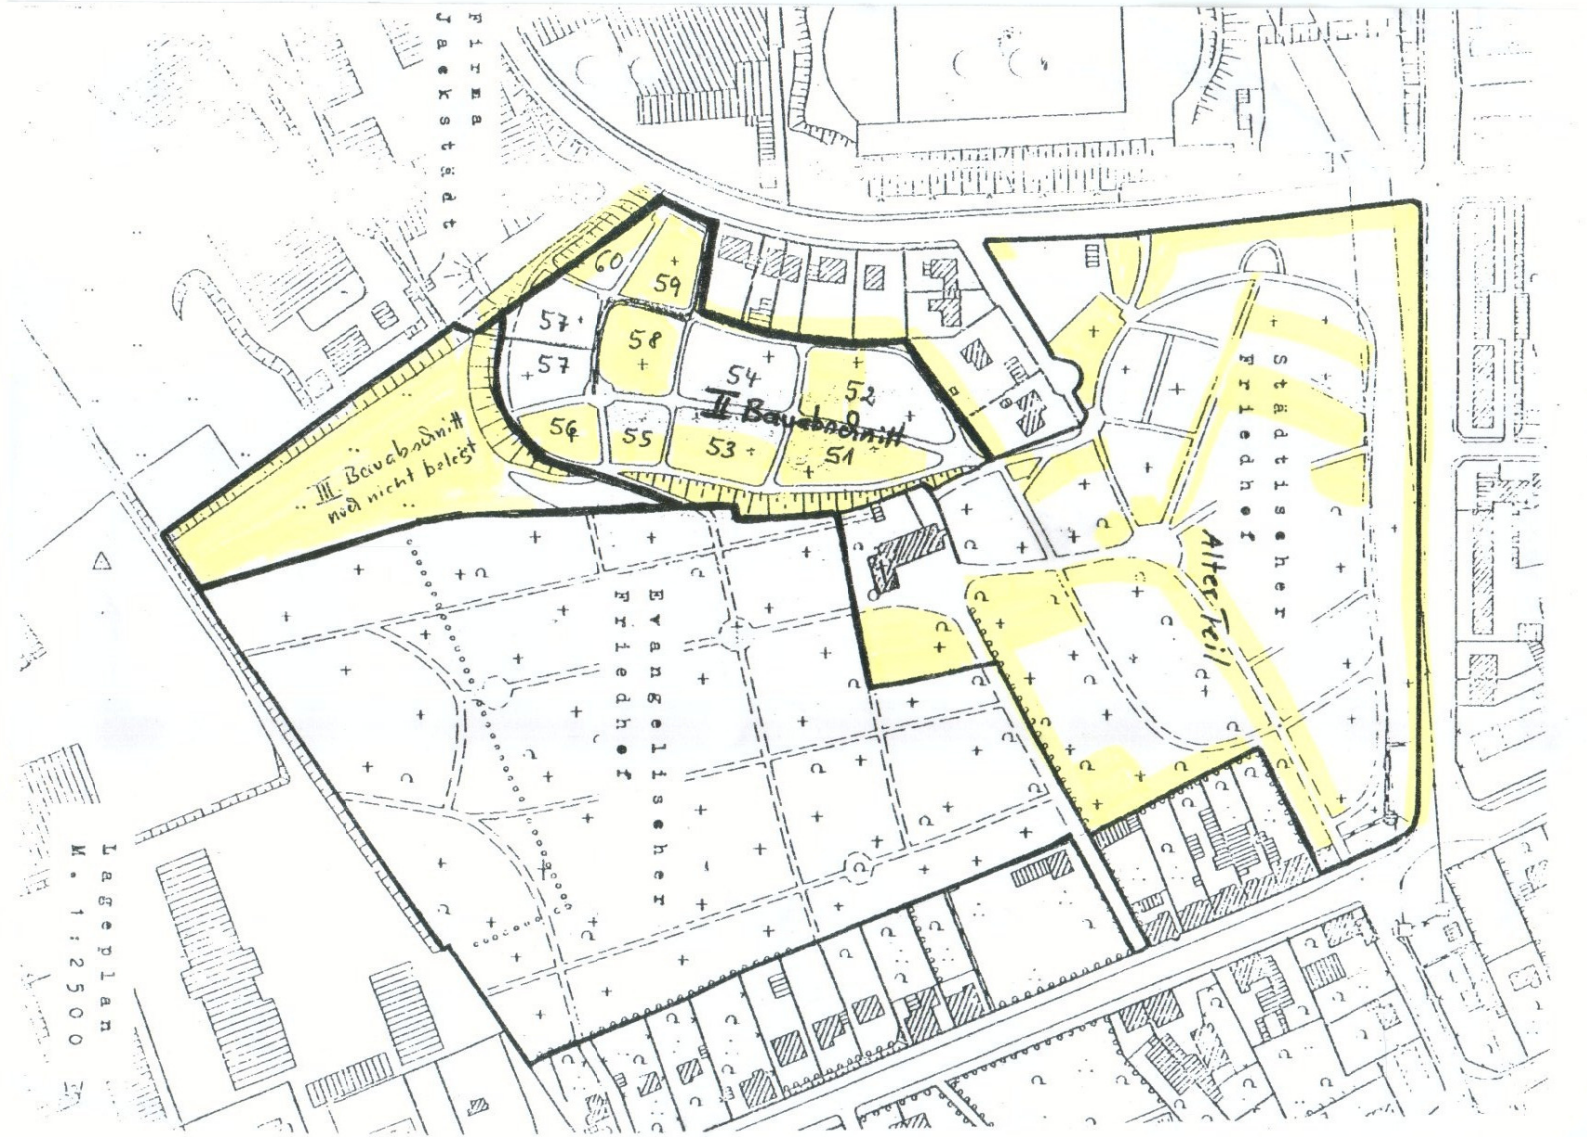 Firma
Jaekstädt
60
59
57
58
57
54
52
II Bauabschnitt
56
55
53
51
III Bauabschnitt
noch nicht belegt
Städtischer
Friedhof
Alter Teil
Evangelischer
Friedhof
Lageplan
M. 1:2500